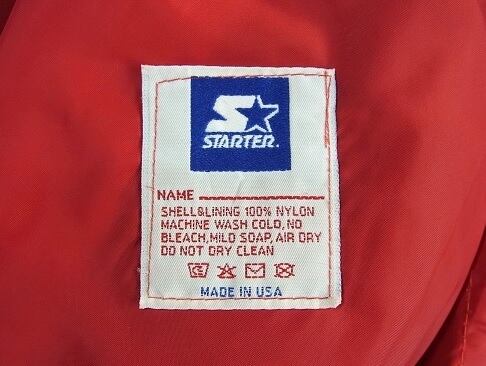 STARTER.
NAME
SHELL&LINING 100% NYLON
MACHINE WASH COLD, NO
BLEACH, MILD SOAP, AIR DRY
DO NOT DRY CLEAN
MADE IN USA